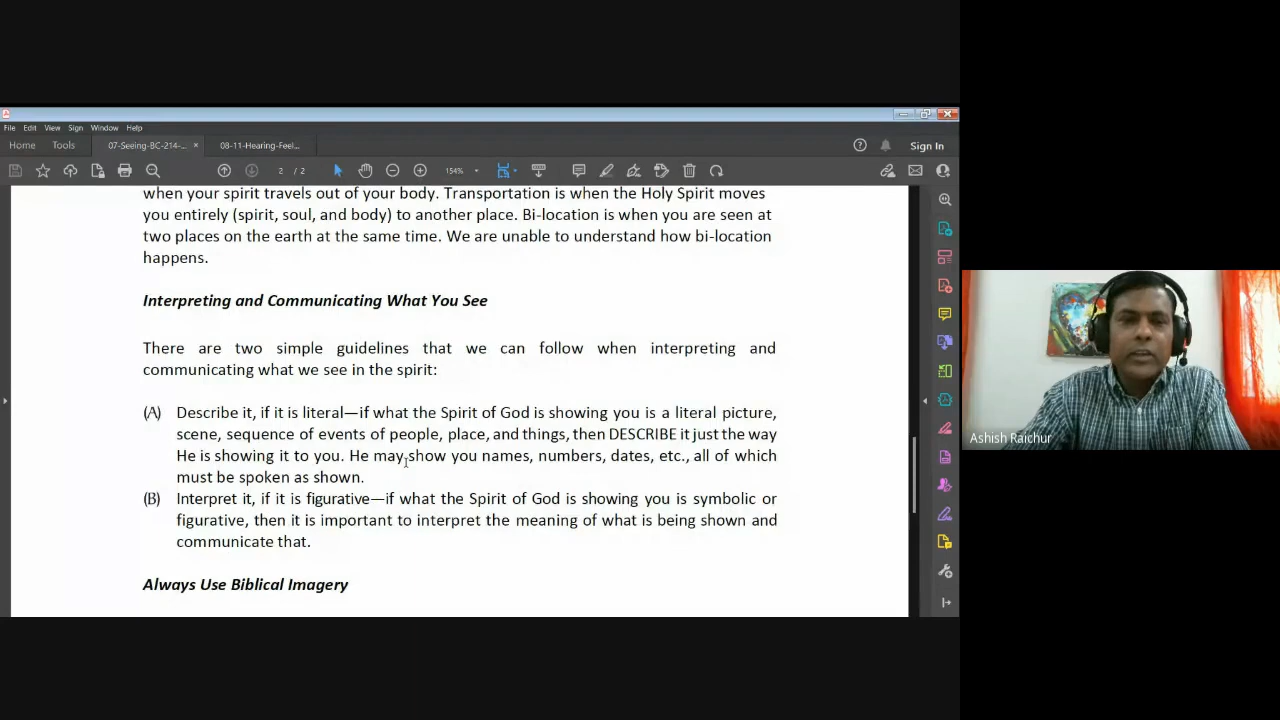 File Edit View Sign Window Help
Home Tools 07-Seeing-BC-214-... × 08-11-Hearing-Feel... Sign In
2 / 2 154%
when your spirit travels out of your body. Transportation is when the Holy Spirit moves
you entirely (spirit, soul, and body) to another place. Bi-location is when you are seen at
two places on the earth at the same time. We are unable to understand how bi-location
happens.
Interpreting and Communicating What You See
There are two simple guidelines that we can follow when interpreting and
communicating what we see in the spirit:
(A) Describe it, if it is literal—if what the Spirit of God is showing you is a literal picture,
scene, sequence of events of people, place, and things, then DESCRIBE it just the way
He is showing it to you. He may show you names, numbers, dates, etc., all of which
must be spoken as shown.
(B) Interpret it, if it is figurative—if what the Spirit of God is showing you is symbolic or
figurative, then it is important to interpret the meaning of what is being shown and
communicate that.
Always Use Biblical Imagery
Ashish Raichur